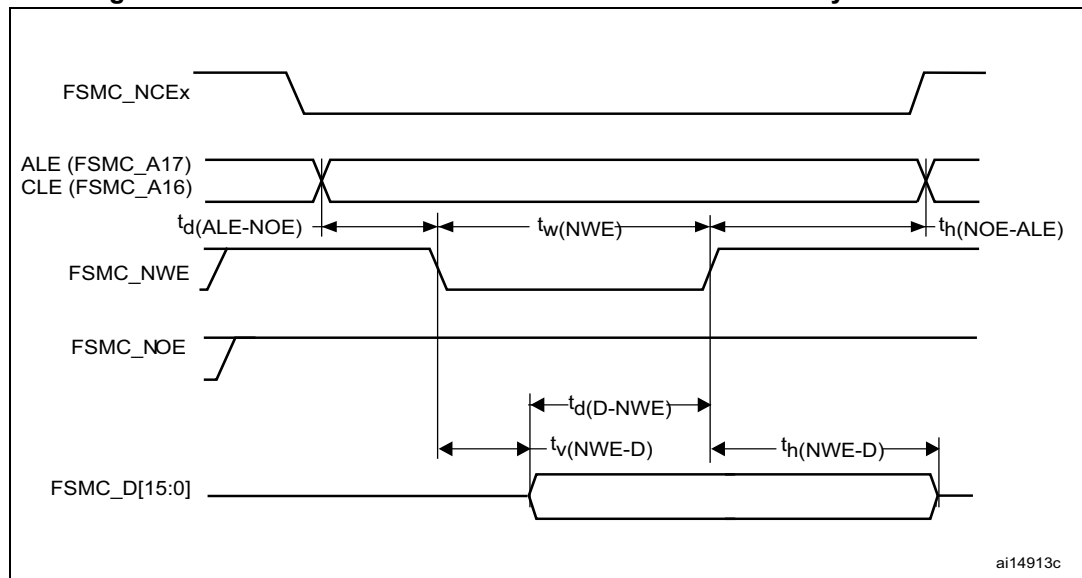 FSMC_NCEx
ALE (FSMC_A17)
CLE (FSMC_A16)
td(ALE-NOE)
tw(NWE)
th(NOE-ALE)
FSMC_NWE
FSMC_NOE
td(D-NWE)
tv(NWE-D)
th(NWE-D)
FSMC_D[15:0]
ai14913c